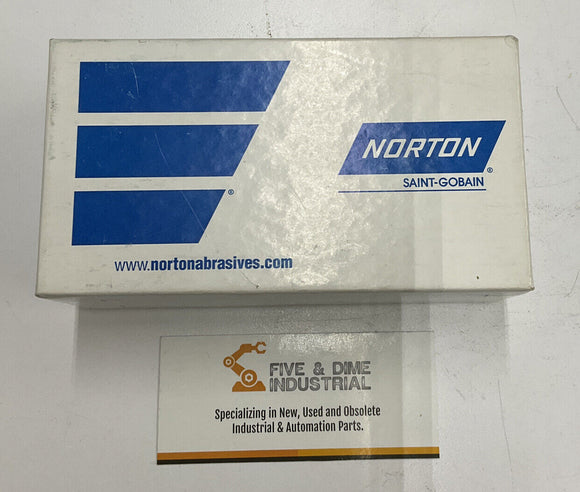 NORTON
®
SAINT-GOBAIN
®
www.nortonabrasives.com
FIVE & DIME
INDUSTRIAL
Specializing in New, Used and Obsolete
Industrial & Automation Parts.